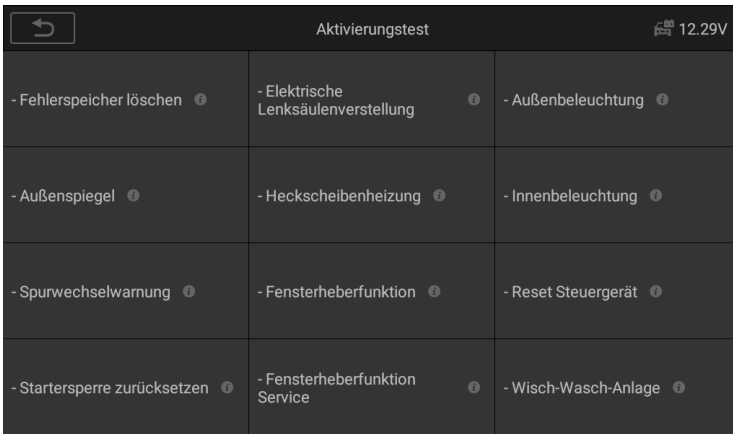 Aktivierungstest
12.29V
- Fehlerspeicher löschen
- Elektrische
Lenksäulenverstellung
- Außenbeleuchtung
- Außenspiegel
- Heckscheibenheizung
- Innenbeleuchtung
- Spurwechselwarnung
- Fensterheberfunktion
- Reset Steuergerät
- Startersperre zurücksetzen
- Fensterheberfunktion
Service
- Wisch-Wasch-Anlage